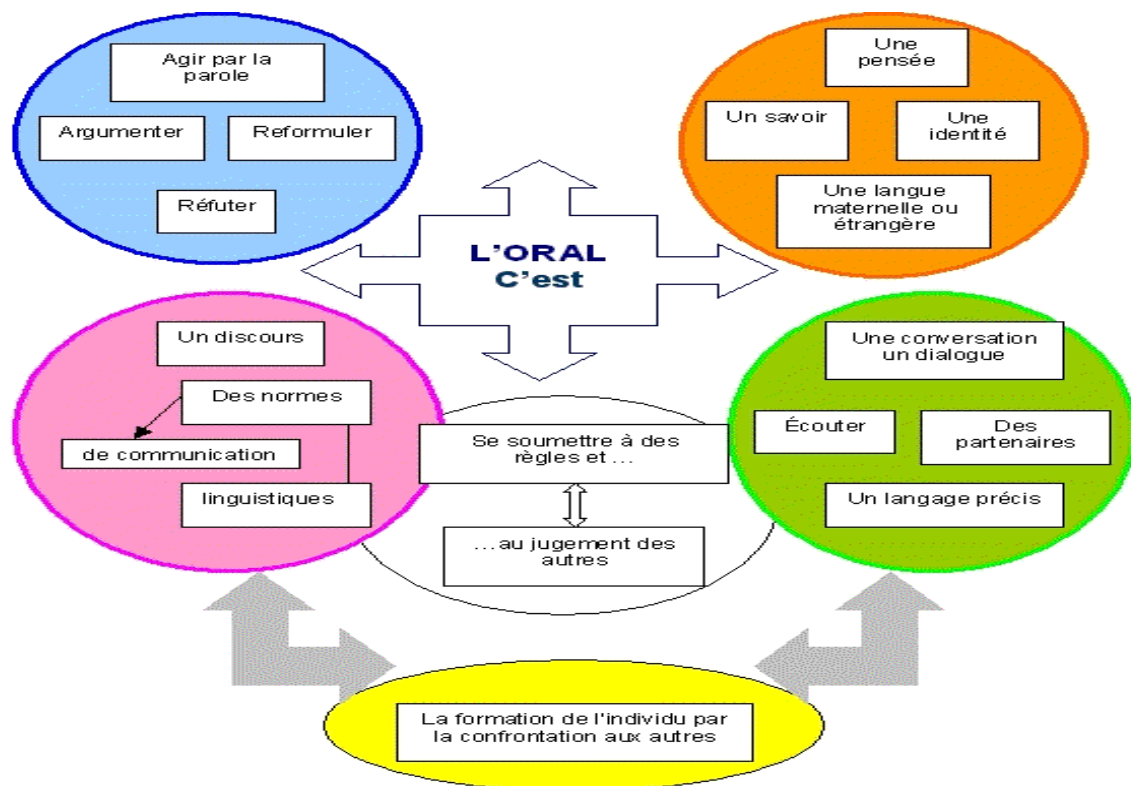 Agir par la
parole
Argumenter
Reformuler
Réfuter
Une
pensée
Un savoir
Une
identité
Une langue
maternelle ou
étrangère
L'ORAL
C'est
Un discours
Des normes
de communication
linguistiques
Se soumettre à des
règles et …
…au jugement des
autres
Une conversation
un dialogue
Écouter
Des
partenaires
Un langage précis
La formation de l'individu par
la confrontation aux autres